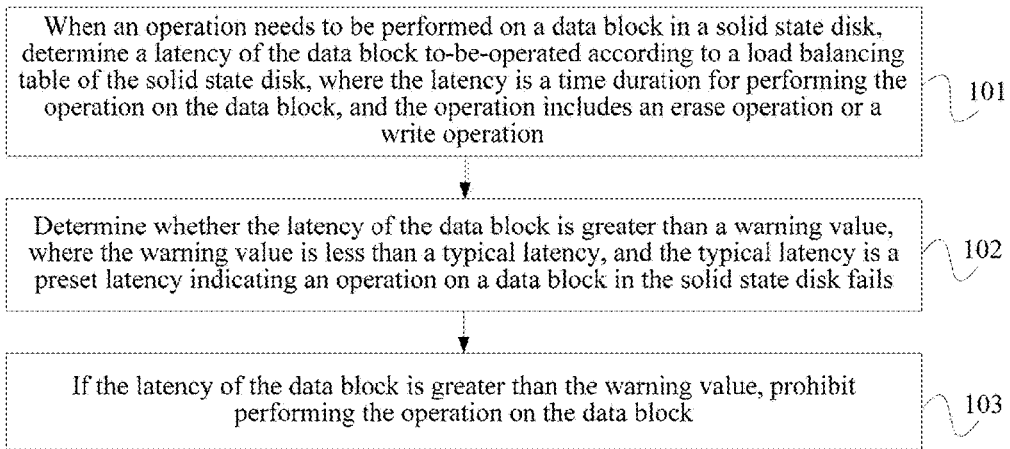 When an operation needs to be performed on a data block in a solid state disk,
determine a latency of the data block to-be-operated according to a load balancing
table of the solid state disk, where the latency is a time duration for performing the
operation on the data block, and the operation includes an erase operation or a
write operation
101
Determine whether the latency of the data block is greater than a warning value,
where the warning value is less than a typical latency, and the typical latency is a
preset latency indicating an operation on a data block in the solid state disk fails
102
If the latency of the data block is greater than the warning value, prohibit
performing the operation on the data block
103